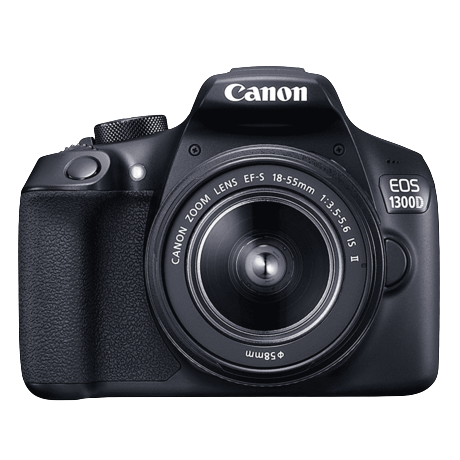 Canon
EOS
1300D
CANON ZOOM LENS EF-S 18-55mm 1:3.5-5.6 IS II
Φ58mm